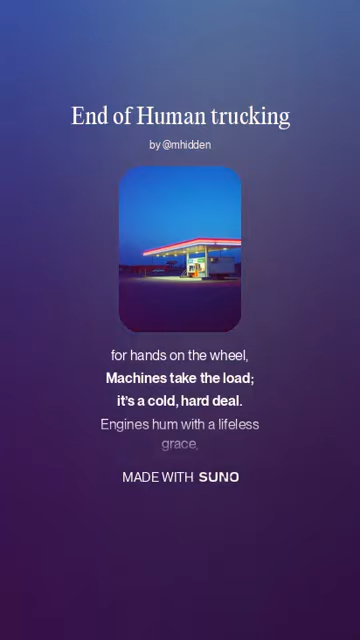 End of Human trucking
by @mhidden
for hands on the wheel,
Machines take the load;
it's a cold, hard deal.
Engines hum with a lifeless
grace,
MADE WITH SUNO